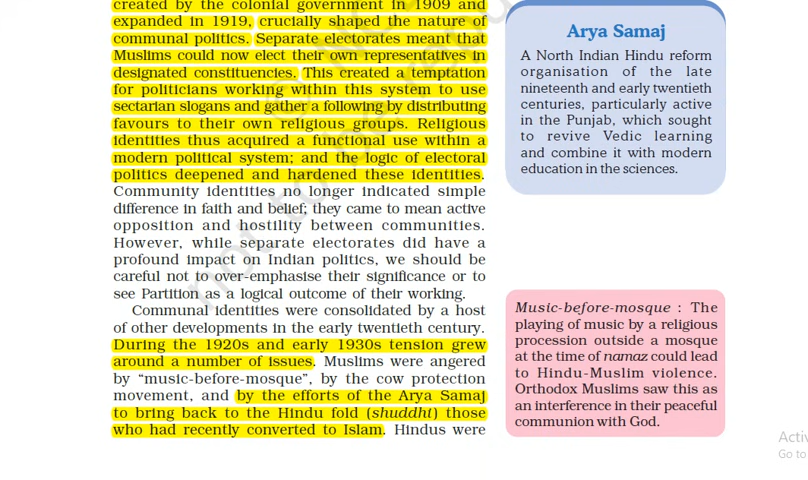 created by the colonial government in 1909 and
expanded in 1919, crucially shaped the nature of
communal politics. Separate electorates meant that
Muslims could now elect their own representatives in
designated constituencies. This created a temptation
for politicians working within this system to use
sectarian slogans and gather a following by distributing
favours to their own religious groups. Religious
identities thus acquired a functional use within a
modern political system; and the logic of electoral
politics deepened and hardened these identities.
Community identities no longer indicated simple
difference in faith and belief; they came to mean active
opposition and hostility between communities.
However, while separate electorates did have a
profound impact on Indian politics, we should be
careful not to over-emphasise their significance or to
see Partition as a logical outcome of their working.
Communal identities were consolidated by a host
of other developments in the early twentieth century.
During the 1920s and early 1930s tension grew
around a number of issues. Muslims were angered
by “music-before-mosque”, by the cow protection
movement, and by the efforts of the Arya Samaj
to bring back to the Hindu fold (shuddhi) those
who had recently converted to Islam. Hindus were
Arya Samaj
A North Indian Hindu reform
organisation of the late
nineteenth and early twentieth
centuries, particularly active
in the Punjab, which sought
to revive Vedic learning
and combine it with modern
education in the sciences.
Music-before-mosque : The
playing of music by a religious
procession outside a mosque
at the time of namaz could lead
to Hindu-Muslim violence.
Orthodox Muslims saw this as
an interference in their peaceful
communion with God.
not to be
Go to